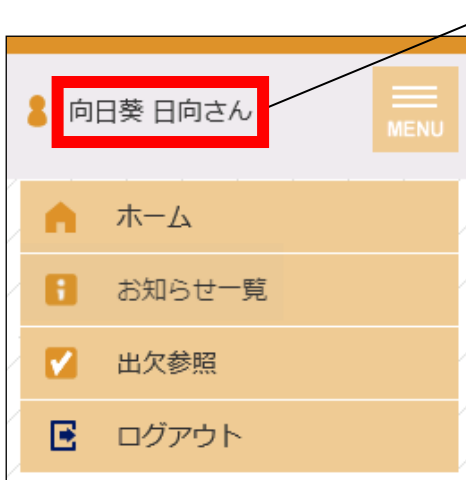 向日葵 日向さん
MENU
ホーム
お知らせ一覧
出欠参照
ログアウト